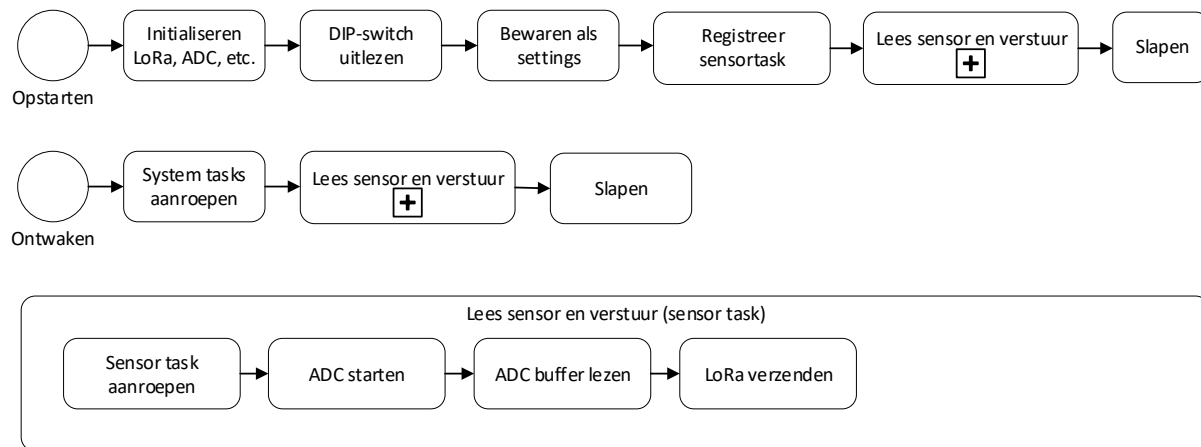 Initialiseren
LoRa, ADC, etc.
DIP-switch
uitlezen
Bewaren als
settings
Registreer
sensortask
Lees sensor en verstuur
Slapen
Opstarten
System tasks
aanroepen
Lees sensor en verstuur
Slapen
Ontwaken
Lees sensor en verstuur (sensor task)
Sensor task
aanroepen
ADC starten
ADC buffer lezen
LoRa verzenden